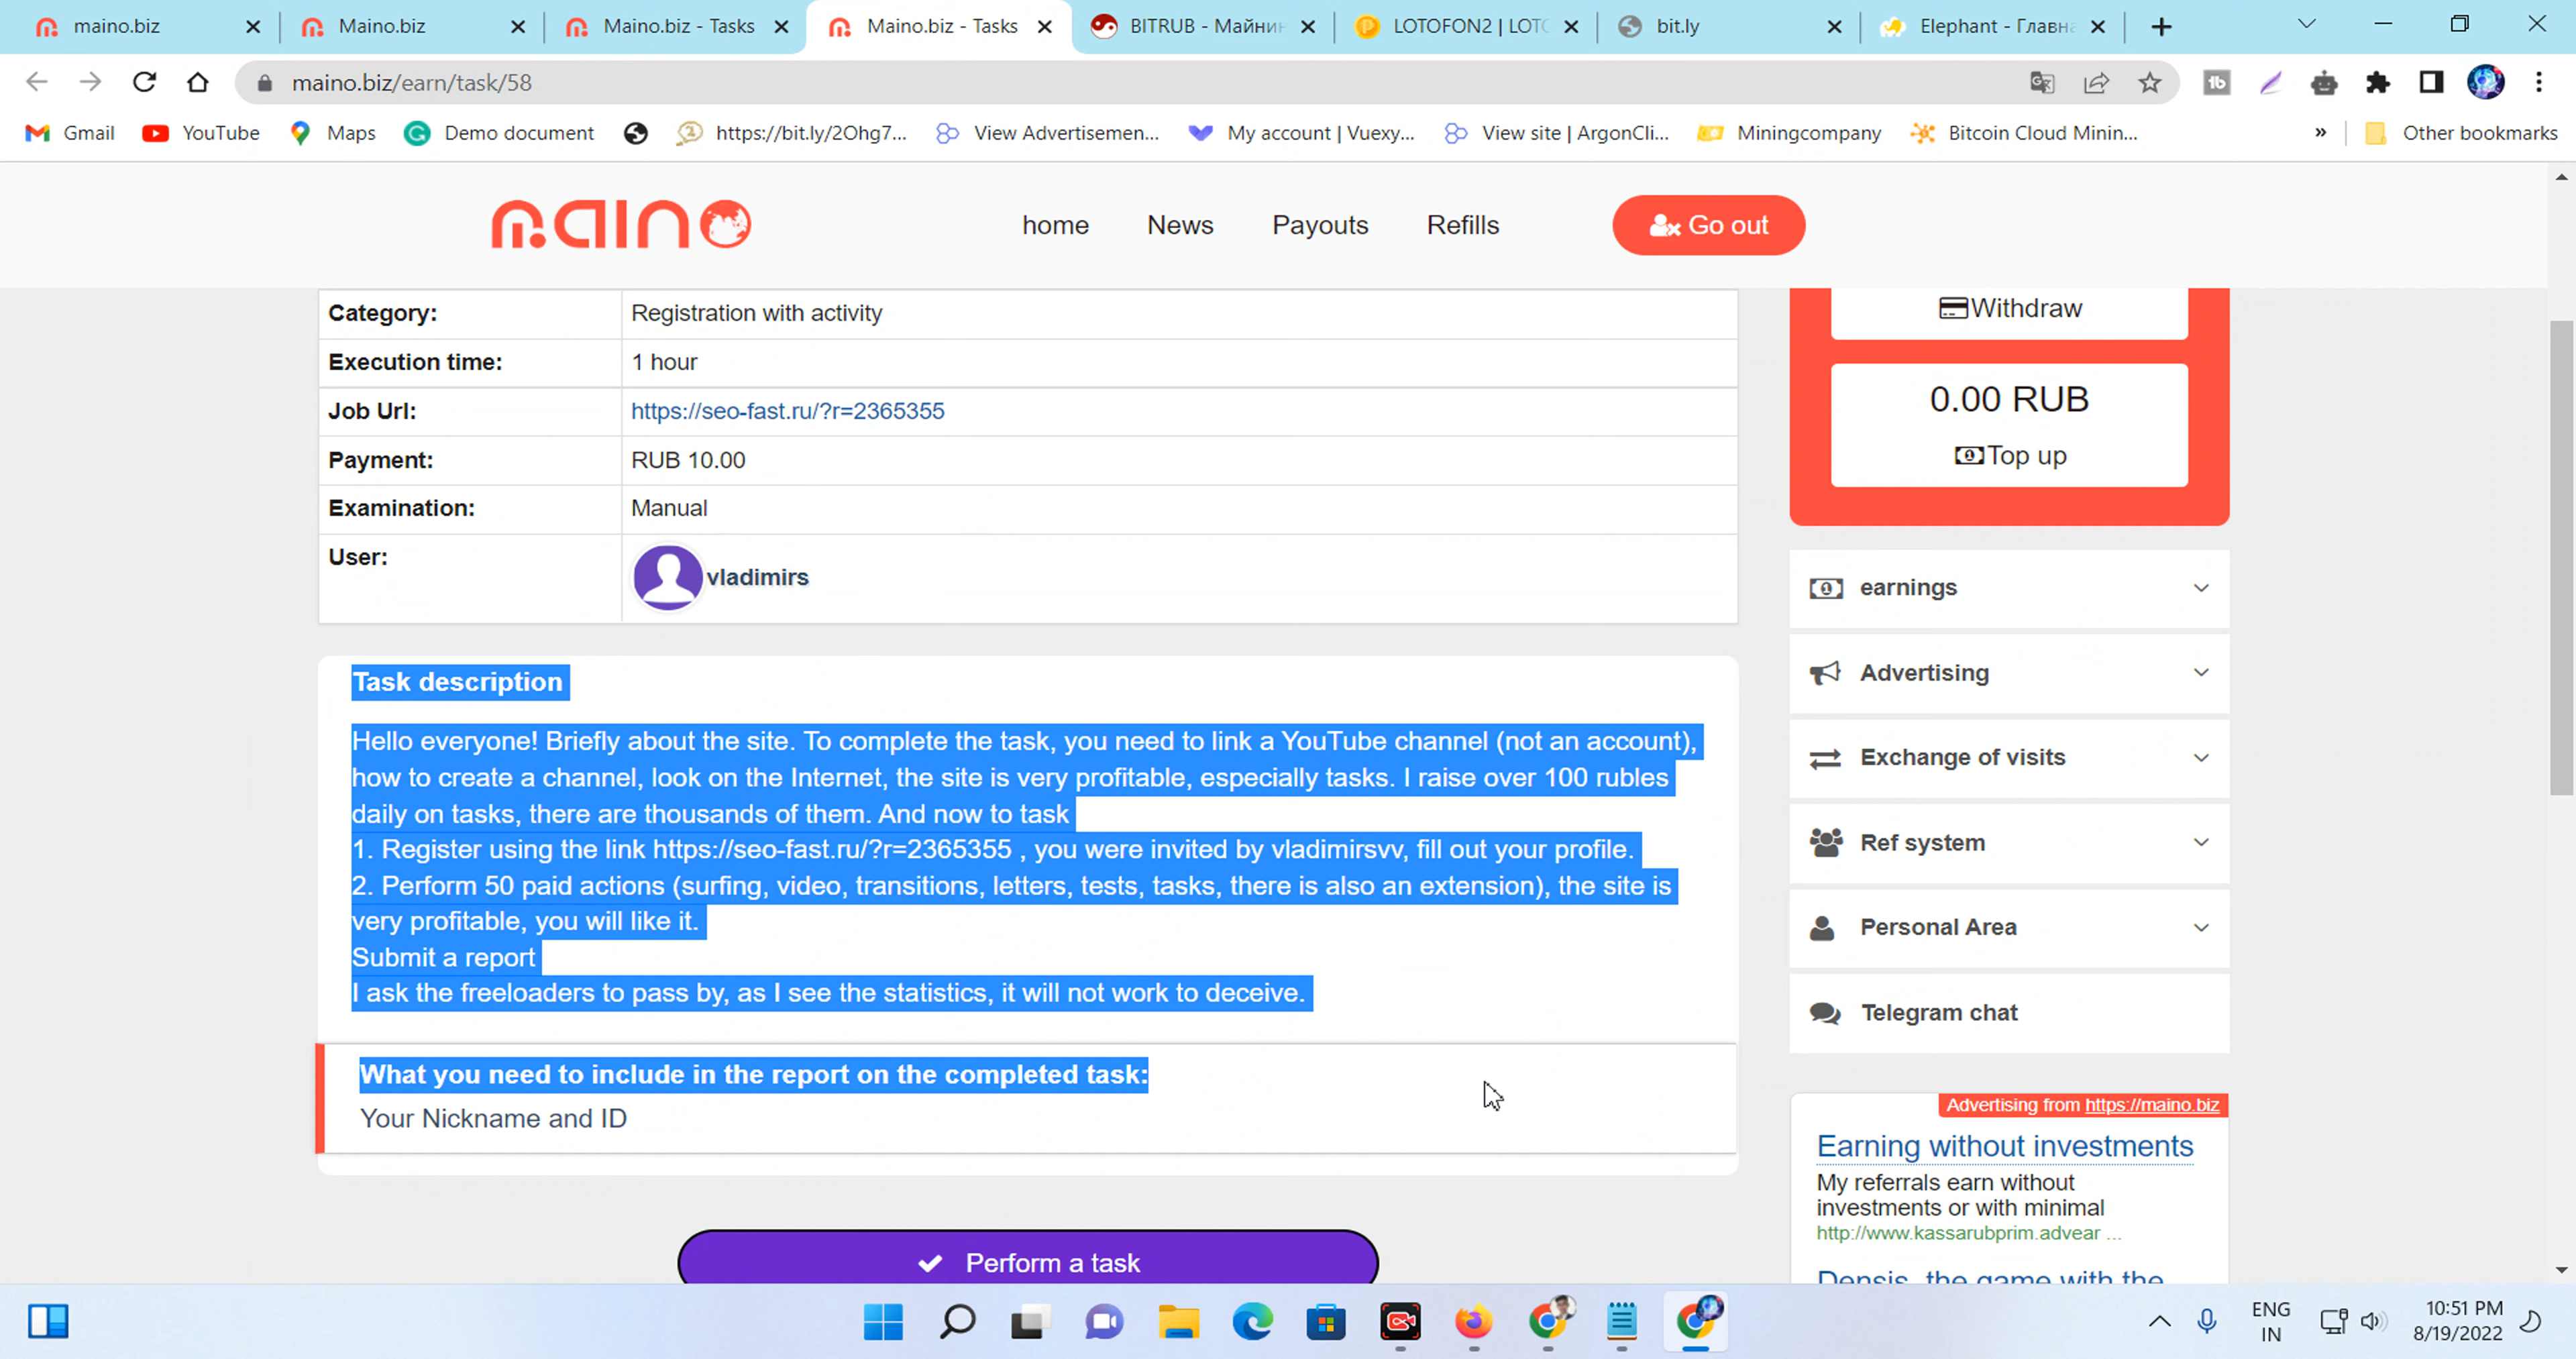 maino.biz
Maino.biz
Maino.biz - Tasks
Maino.biz - Tasks
BITRUB - Майнин
LOTOFON2 | LOTO
bit.ly
Elephant - Главна
maino.biz/earn/task/58
Gmail
YouTube
Maps
Demo document
https://bit.ly/2Ohg7...
View Advertisemen...
My account | Vuexy...
View site | ArgonCli...
Miningcompany
Bitcoin Cloud Minin...
»
Other bookmarks
maino
home
News
Payouts
Refills
Go out
Category:
Registration with activity
Execution time:
1 hour
Job Url:
https://seo-fast.ru/?r=2365355
Payment:
RUB 10.00
Examination:
Manual
User:
vladimirs
Task description
Hello everyone! Briefly about the site. To complete the task, you need to link a YouTube channel (not an account),
how to create a channel, look on the Internet, the site is very profitable, especially tasks. I raise over 100 rubles
daily on tasks, there are thousands of them. And now to task
1. Register using the link https://seo-fast.ru/?r=2365355 , you were invited by vladimirsvv, fill out your profile.
2. Perform 50 paid actions (surfing, video, transitions, letters, tests, tasks, there is also an extension), the site is
very profitable, you will like it.
Submit a report
I ask the freeloaders to pass by, as I see the statistics, it will not work to deceive.
What you need to include in the report on the completed task:
Your Nickname and ID
Perform a task
Withdraw
0.00 RUB
Top up
earnings
Advertising
Exchange of visits
Ref system
Personal Area
Telegram chat
Advertising from https://maino.biz
Earning without investments
My referrals earn without
investments or with minimal
http://www.kassarubprim.advear ...
Densis, the game with the
ENG
IN
10:51 PM
8/19/2022